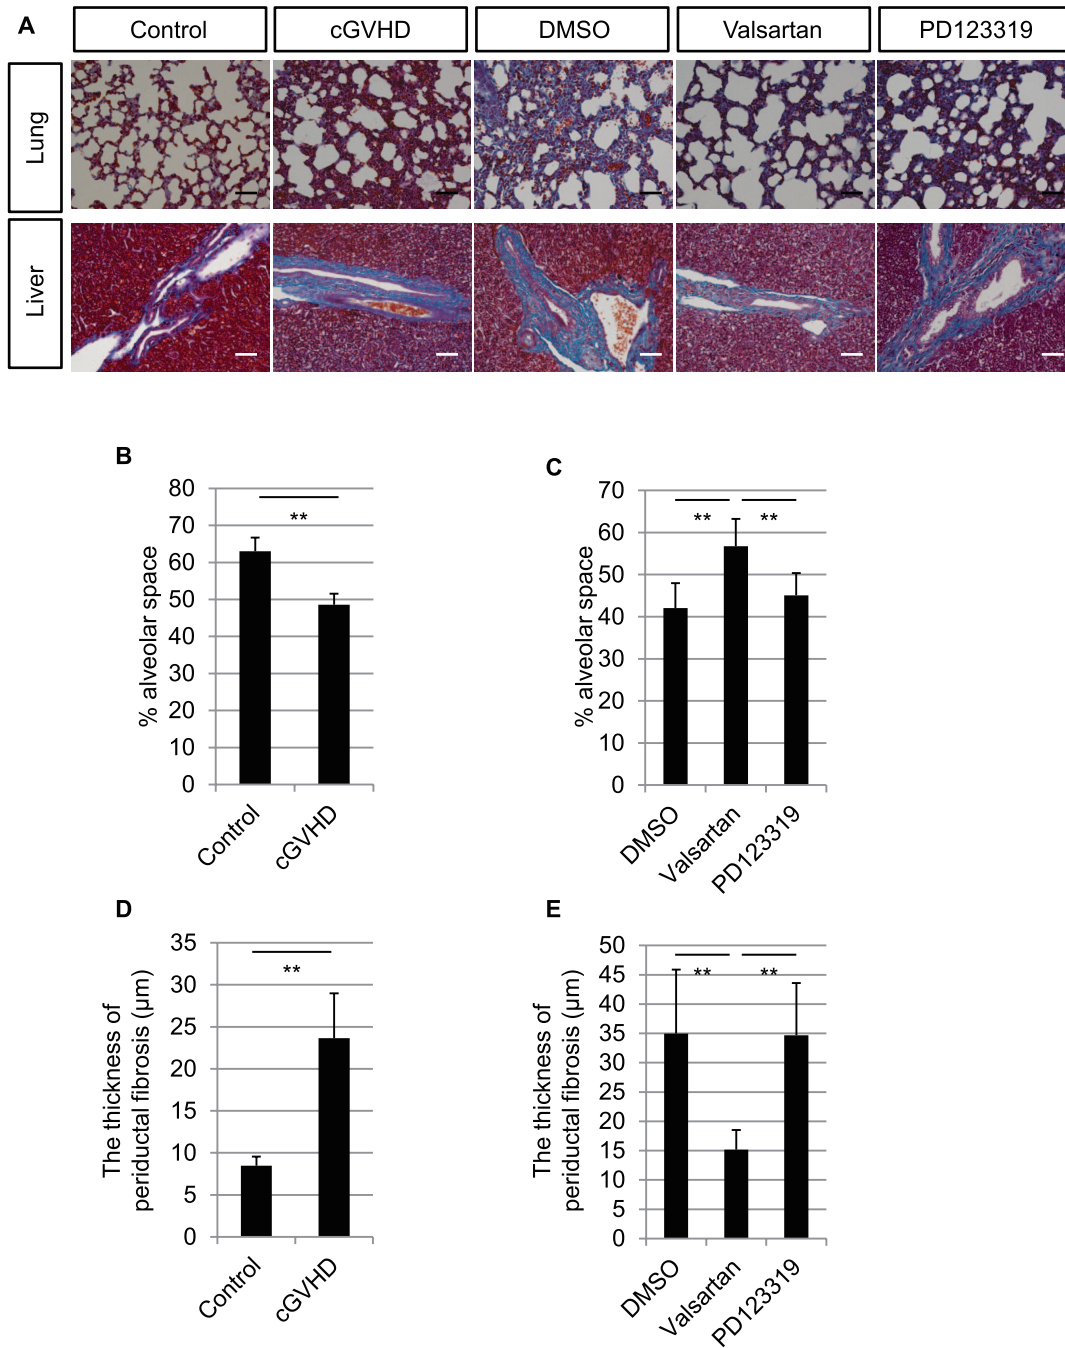 A
Control
cGVHD
DMSO
Valsartan
PD123319
Lung
Liver
B
80
70
60
50
40
30
20
10
0
% alveolar space
**
Control
cGVHD
C
70
60
50
40
30
20
10
0
% alveolar space
**
**
DMSO
Valsartan
PD123319
D
35
30
25
20
15
10
5
0
The thickness of
periductal fibrosis (μm)
**
Control
cGVHD
E
50
45
40
35
30
25
20
15
10
5
0
The thickness of
periductal fibrosis (μm)
**
**
DMSO
Valsartan
PD123319